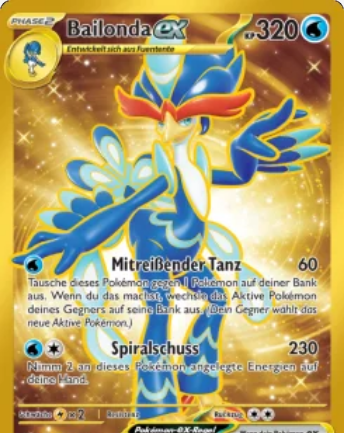 PHASE 2
Bailonda ex KP 320
Entwickelt sich aus Fuentente
Mitreißender Tanz 60
Tausche dieses Pokémon gegen 1 Pokémon auf deiner Bank
aus. Wenn du das machst, wechsle das Aktive Pokémon
deines Gegners auf seine Bank aus. (Dein Gegner wählt das
neue Aktive Pokémon.)
Spiralschuss 230
Nimm 2 an dieses Pokémon angelegte Energien auf
deine Hand.
Schwäche ×2 Resistenz Rückzug
Pokémon-ex-Regel